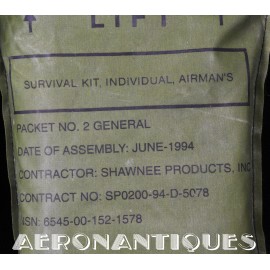 ↑ LIFT ↑
SURVIVAL KIT, INDIVIDUAL, AIRMAN'S
PACKET NO. 2 GENERAL
DATE OF ASSEMBLY: JUNE-1994
CONTRACTOR: SHAWNEE PRODUCTS, INC
CONTRACT NO: SP0200-94-D-5078
NSN: 6545-00-152-1578
AERONANTIQUES